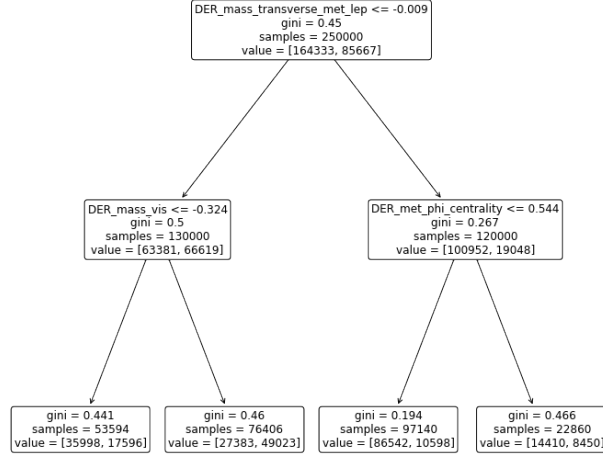 DER_mass_transverse_met_lep <= -0.009
gini = 0.45
samples = 250000
value = [164333, 85667]
DER_mass_vis <= -0.324
gini = 0.5
samples = 130000
value = [63381, 66619]
DER_met_phi_centrality <= 0.544
gini = 0.267
samples = 120000
value = [100952, 19048]
gini = 0.441
samples = 53594
value = [35998, 17596]
gini = 0.46
samples = 76406
value = [27383, 49023]
gini = 0.194
samples = 97140
value = [86542, 10598]
gini = 0.466
samples = 22860
value = [14410, 8450]